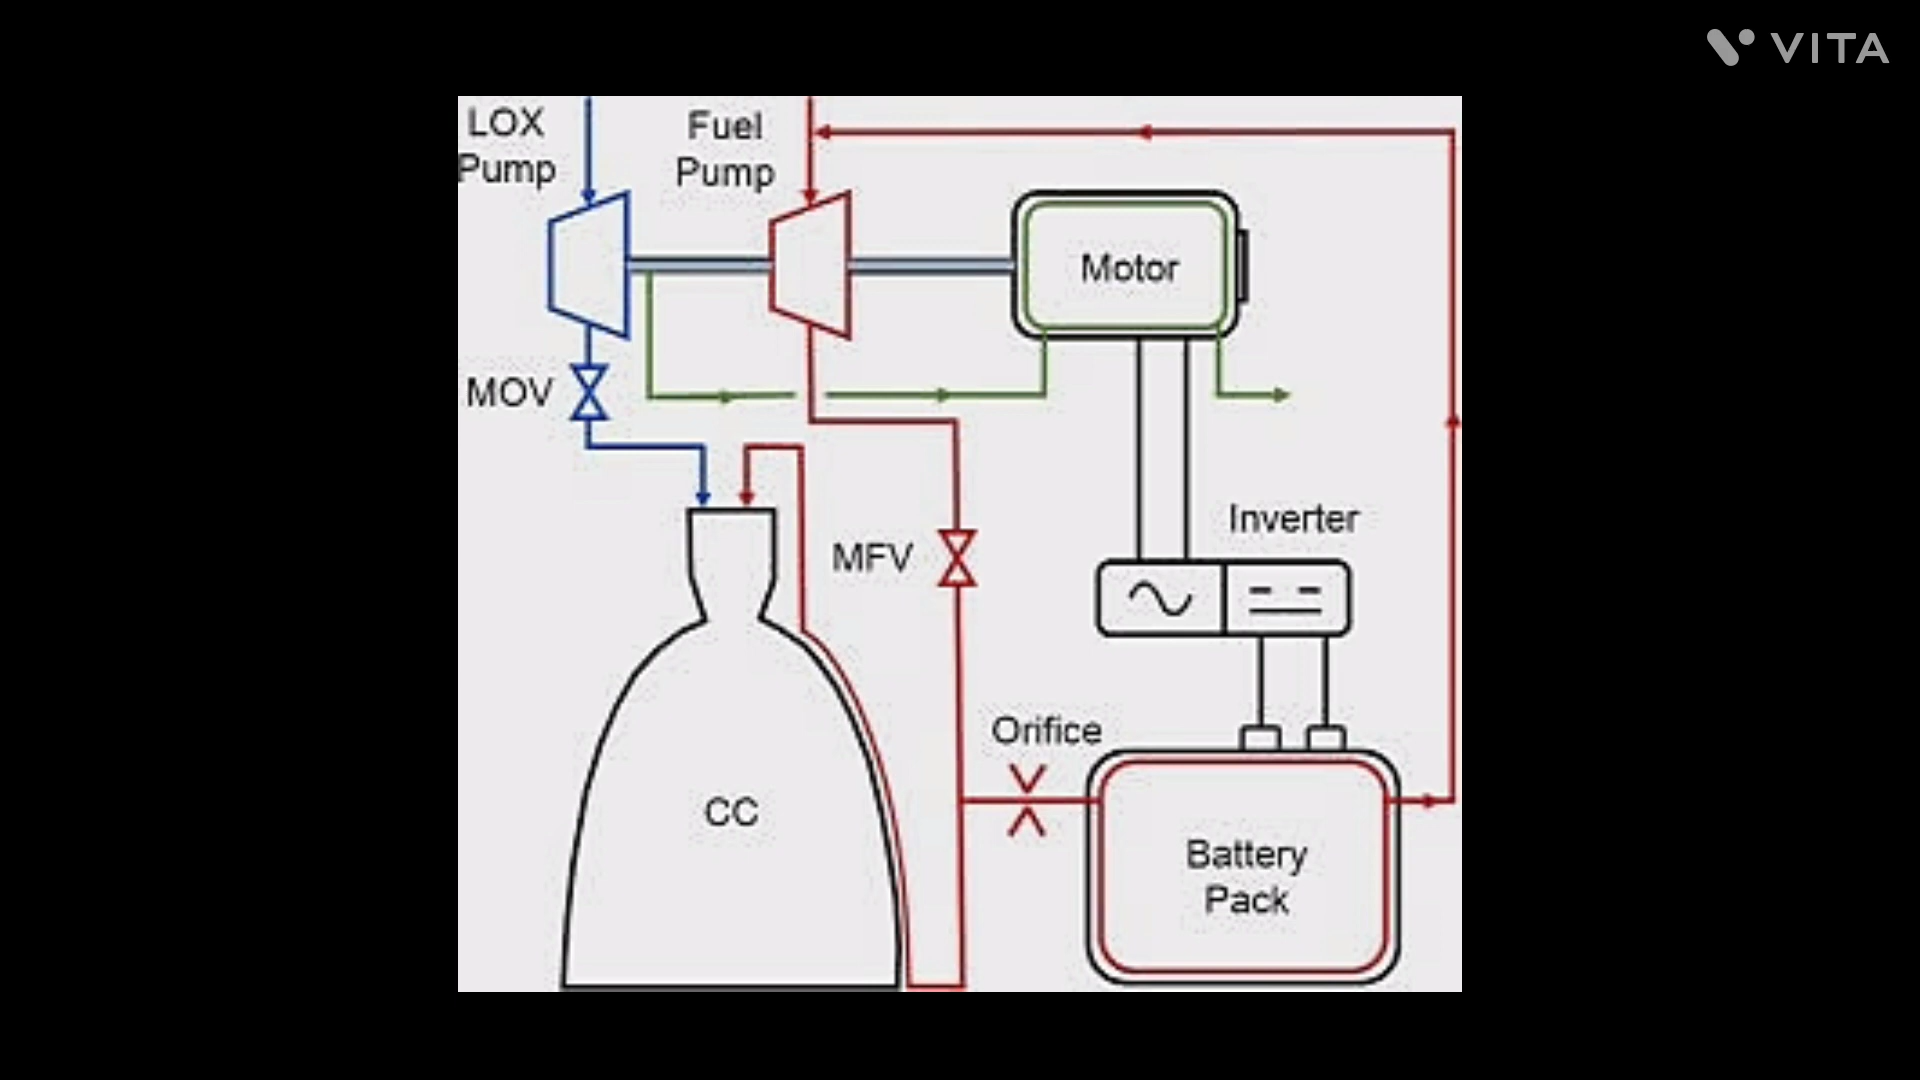 VITA
LOX
Pump
Fuel
Pump
Motor
MOV
Inverter
MFV
Orifice
CC
Battery
Pack